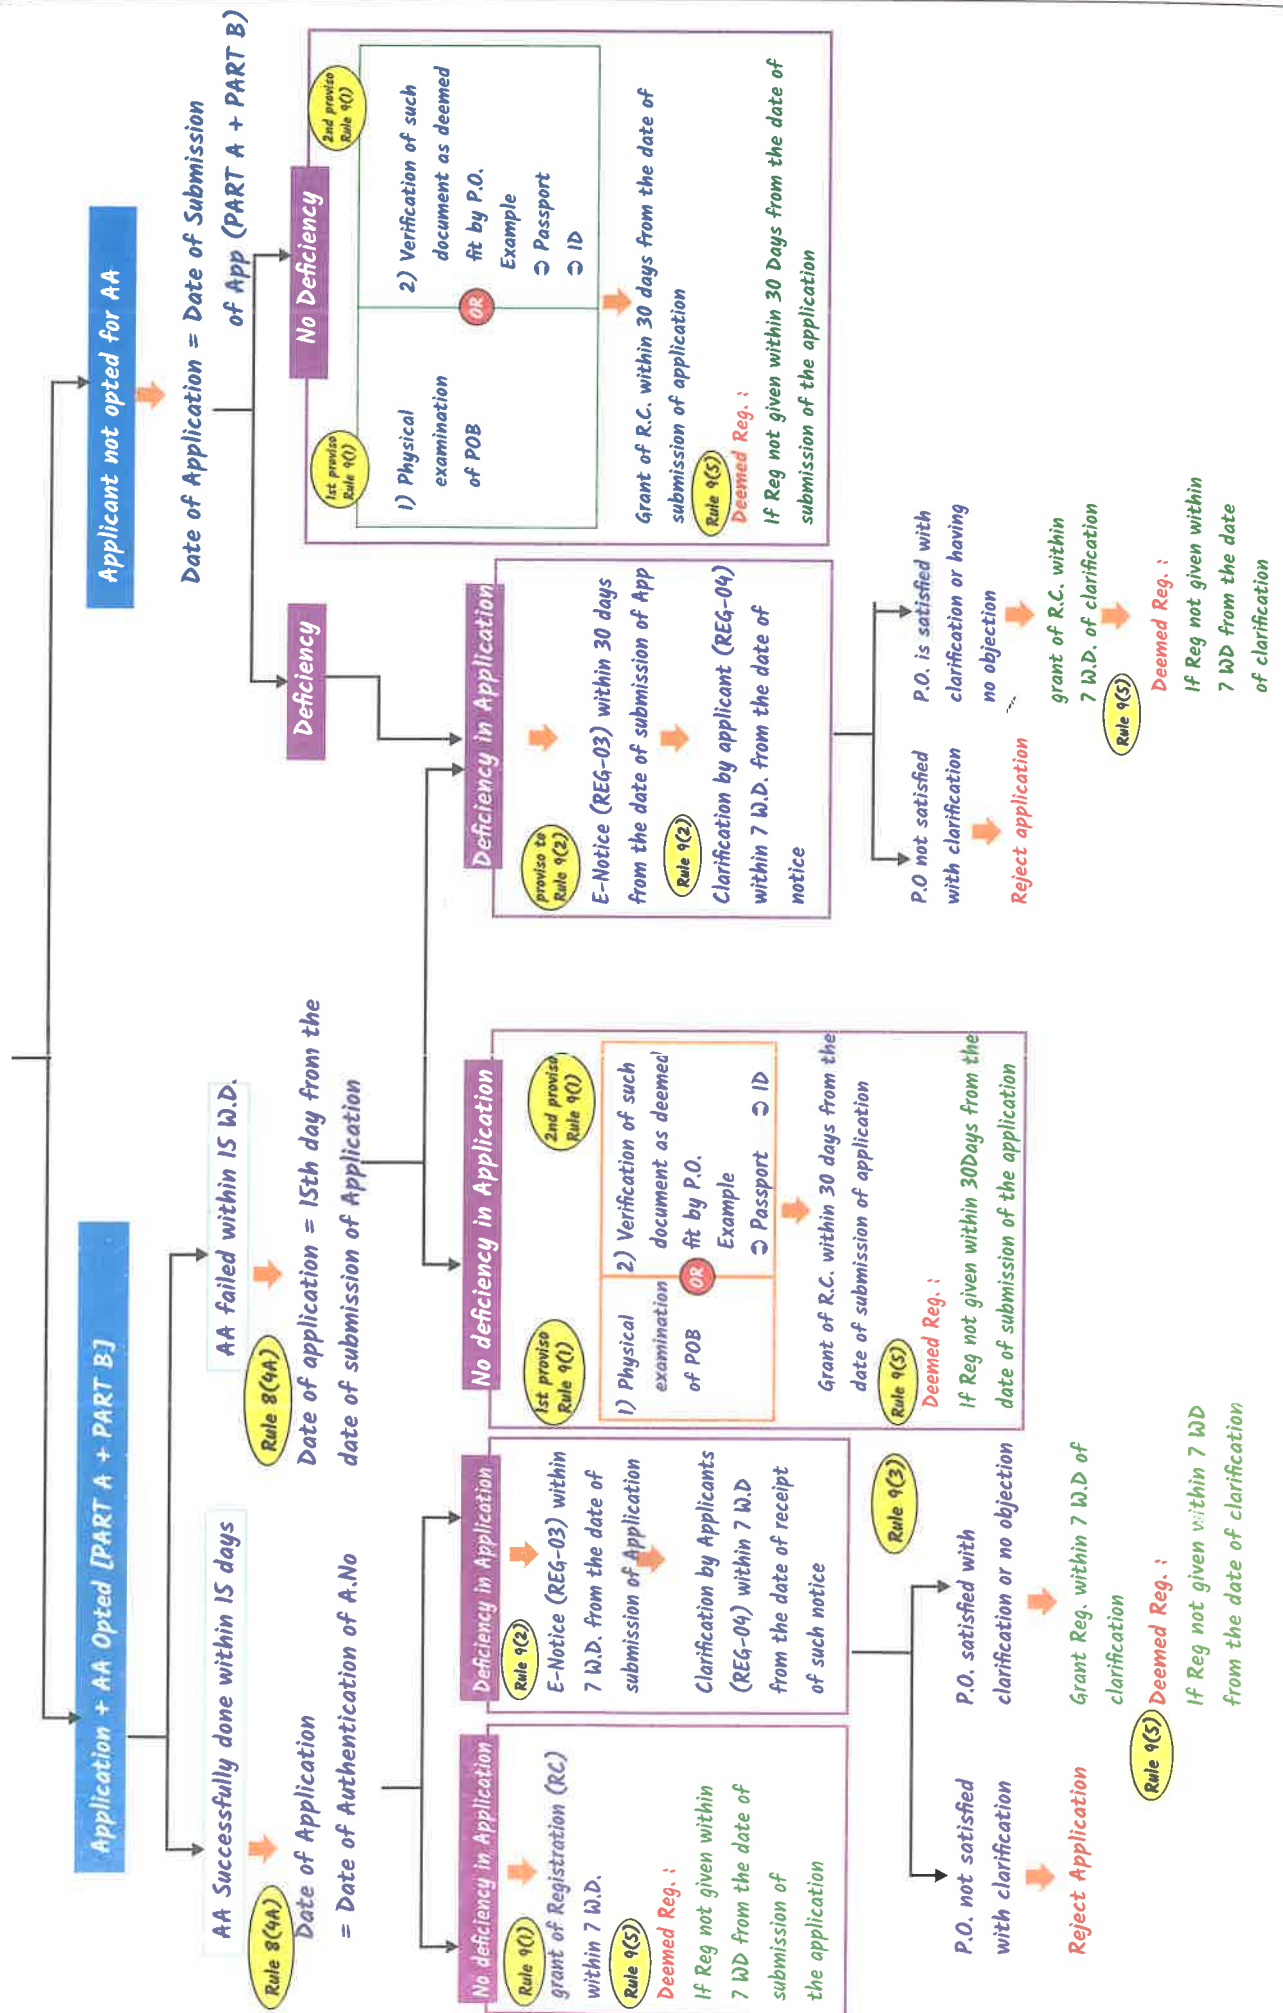 Application + AA Opted [PART A + PART B]
AA Successfully done within 15 days
Rule 8(4A)
Date of Application
= Date of Authentication of A.No
No deficiency in Application
Rule 9(1)
grant of Registration (RC)
within 7 W.D.
Rule 9(5)
Deemed Reg. :
If Reg not given within
7 WD from the date of
submission of
the application
Deficiency in Application
Rule 9(2)
E-Notice (REG-03) within
7 W.D. from the date of
submission of Application
Clarification by Applicants
(REG-04) within 7 W.D
from the date of receipt
of such notice
P.O. not satisfied
with clarification
Reject Application
Rule 9(3)
P.O. satisfied with
clarification or no objection
Grant Reg. within 7 W.D of
clarification
Rule 9(5)
Deemed Reg. :
If Reg not given within 7 WD
from the date of clarification
AA failed within 15 W.D.
Rule 8(4A)
Date of application = 15th day from the
date of submission of Application
No deficiency in Application
1st proviso
Rule 9(1)
1) Physical
examination
of POB
OR
2nd proviso
Rule 9(1)
2) Verification of such
document as deemed
fit by P.O.
Example
➲ Passport ➲ ID
Grant of R.C. within 30 days from the
date of submission of application
Rule 9(5)
Deemed Reg. :
If Reg not given within 30Days from the
date of submission of the application
Applicant not opted for AA
Date of Application = Date of Submission
of App (PART A + PART B)
Deficiency
Deficiency in Application
proviso to
Rule 9(2)
E-Notice (REG-03) within 30 days
from the date of submission of App
Rule 9(2)
Clarification by applicant (REG-04)
within 7 W.D. from the date of
notice
P.O not satisfied
with clarification
Reject application
P.O. is satisfied with
clarification or having
no objection
grant of R.C. within
7 W.D. of clarification
Rule 9(5)
Deemed Reg. :
If Reg not given within
7 WD from the date
of clarification
No Deficiency
1st proviso
Rule 9(1)
1) Physical
examination
of POB
OR
2nd proviso
Rule 9(1)
2) Verification of such
document as deemed
fit by P.O.
Example
➲ Passport
➲ ID
Grant of R.C. within 30 days from the date of
submission of application
Rule 9(5)
Deemed Reg. :
If Reg not given within 30 Days from the date of
submission of the application